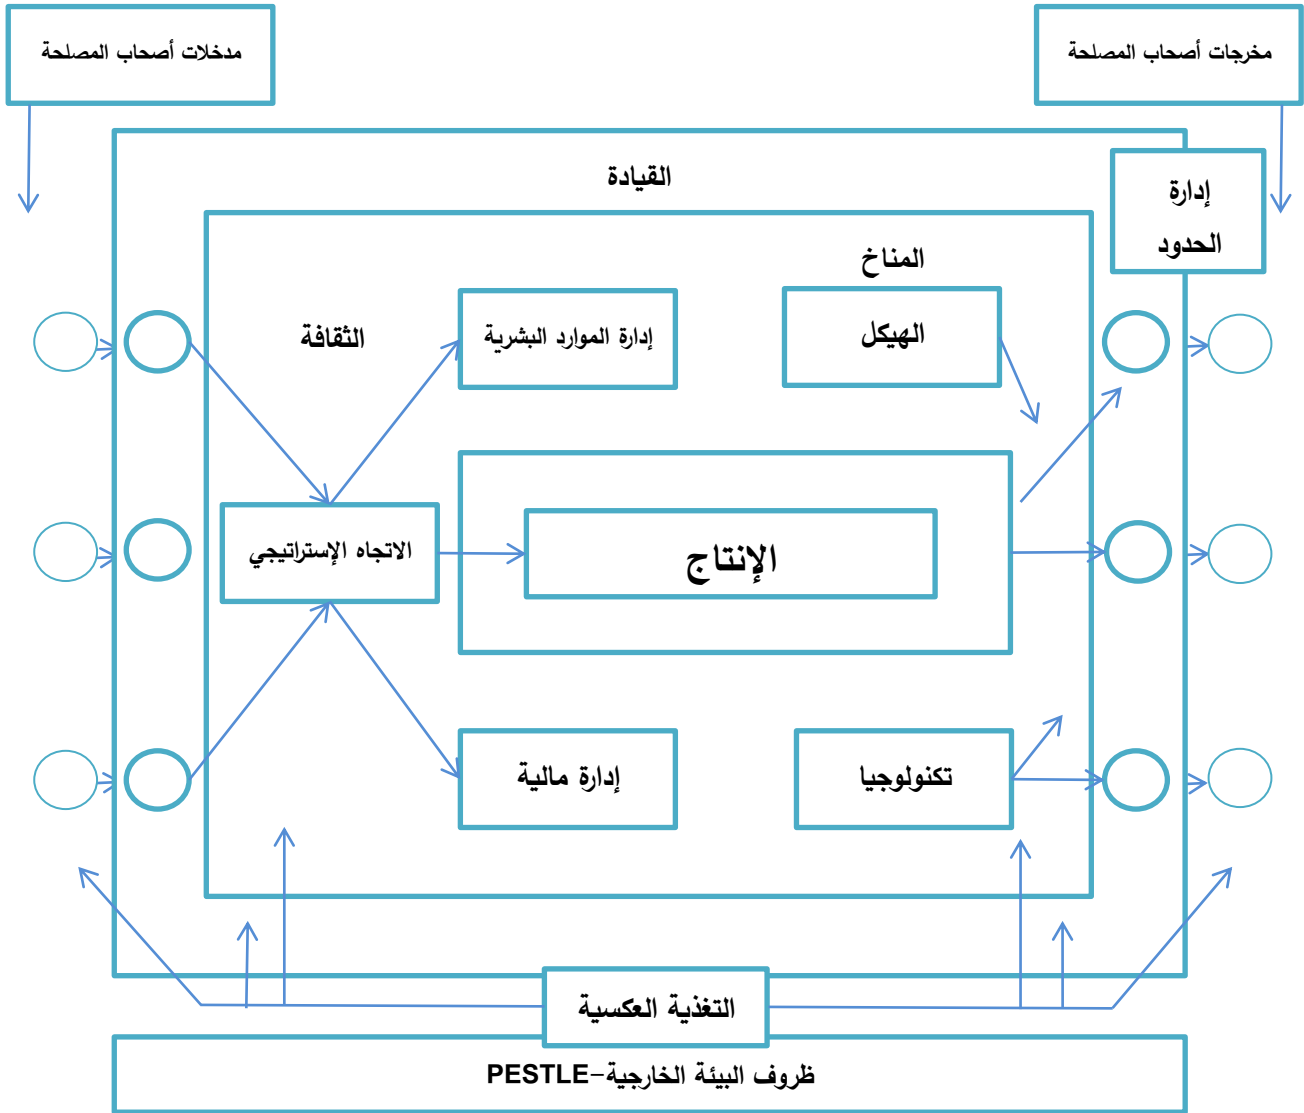 مخرجات أصحاب المصلحة
مدخلات أصحاب المصلحة
القيادة
إدارة
الحدود
المناخ
الهيكل
إدارة الموارد البشرية
الثقافة
الإنتاج
الاتجاه الإستراتيجي
تكنولوجيا
إدارة مالية
التغذية العكسية
ظروف البيئة الخارجية-PESTLE